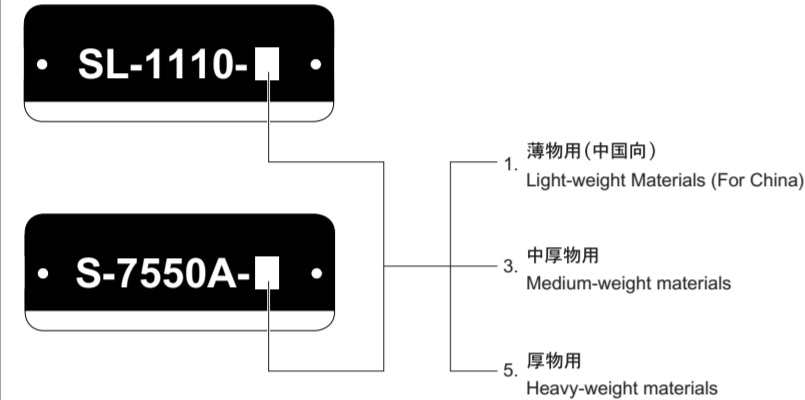 SL-1110-
1. 薄物用(中国向)
Light-weight Materials (For China)
S-7550A-
3. 中厚物用
Medium-weight materials
5. 厚物用
Heavy-weight materials